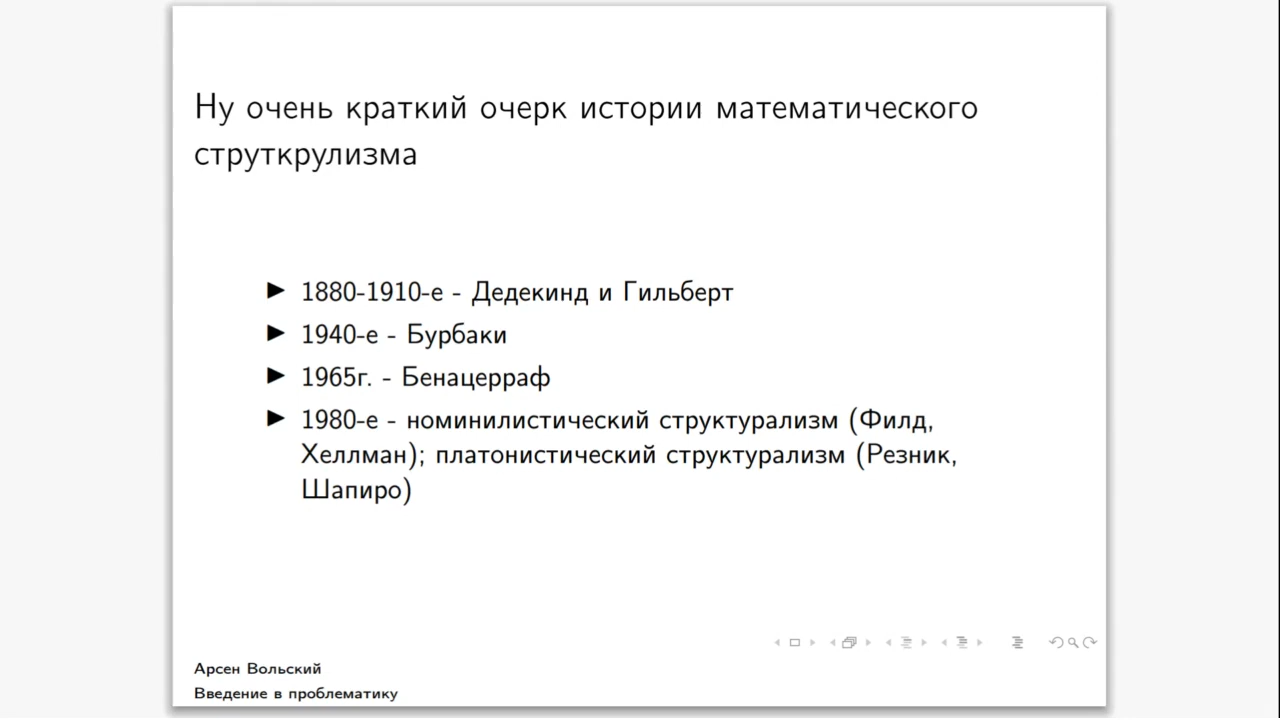 Ну очень краткий очерк истории математического
струткрулизма
▶ 1880-1910-е - Дедекинд и Гильберт
▶ 1940-е - Бурбаки
▶ 1965г. - Бенацерраф
▶ 1980-е - номинилистический структурализм (Филд,
Хеллман); платонистический структурализм (Резник,
Шапиро)
Арсен Вольский
Введение в проблематику